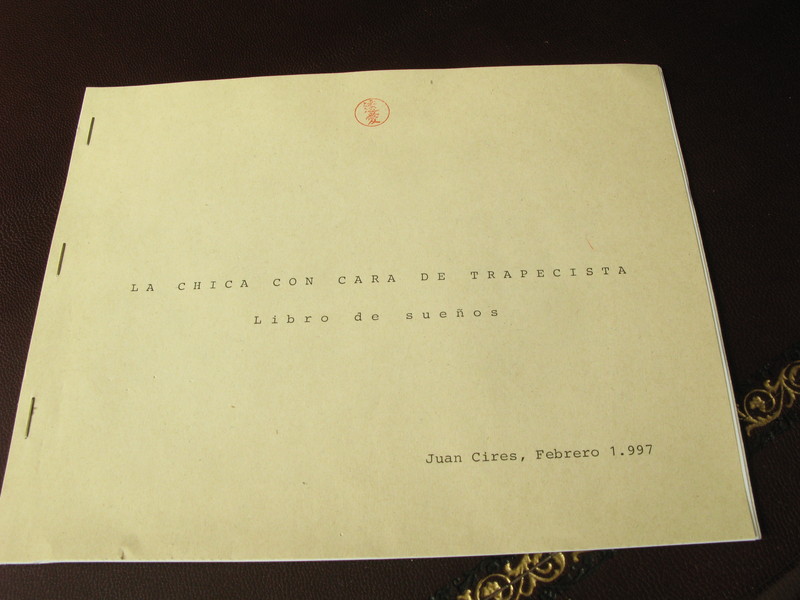 LA CHICA CON CARA DE TRAPECISTA
Libro de sueños
Juan Cires, Febrero 1.997